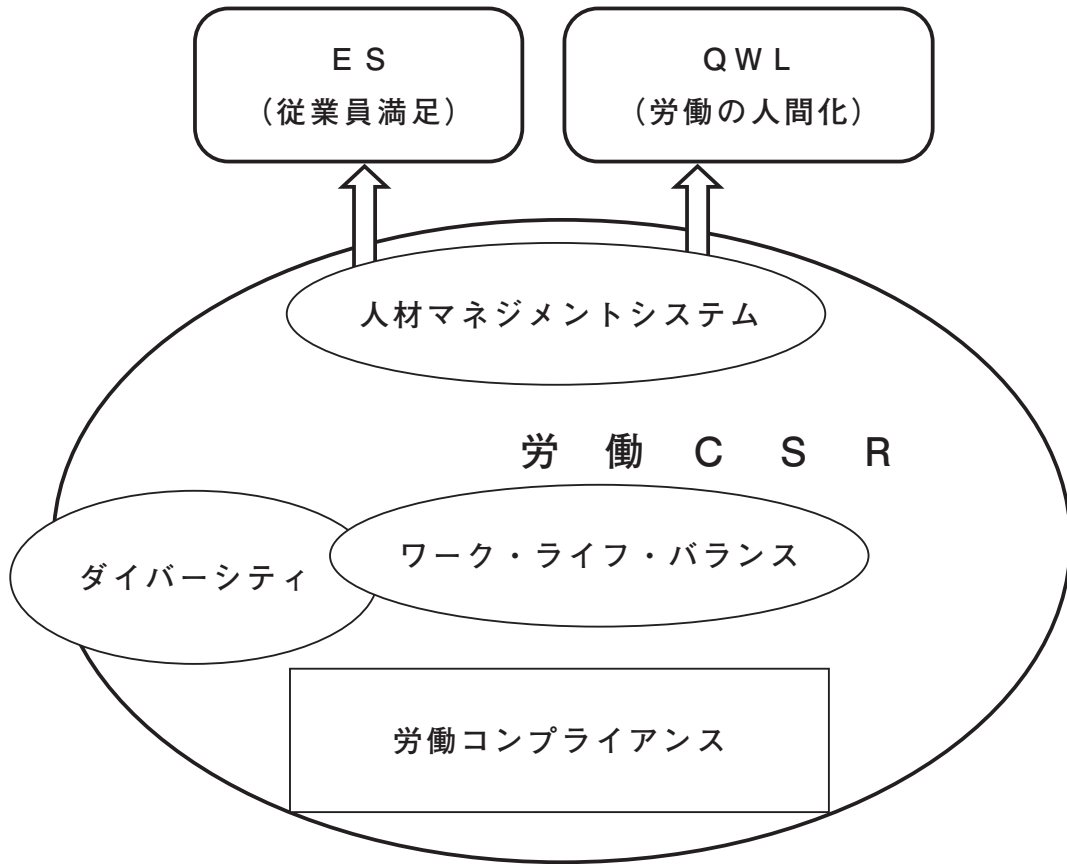 ES
（従業員満足）
QWL
（労働の人間化）
人材マネジメントシステム
労働CSR
ワーク・ライフ・バランス
ダイバーシティ
労働コンプライアンス